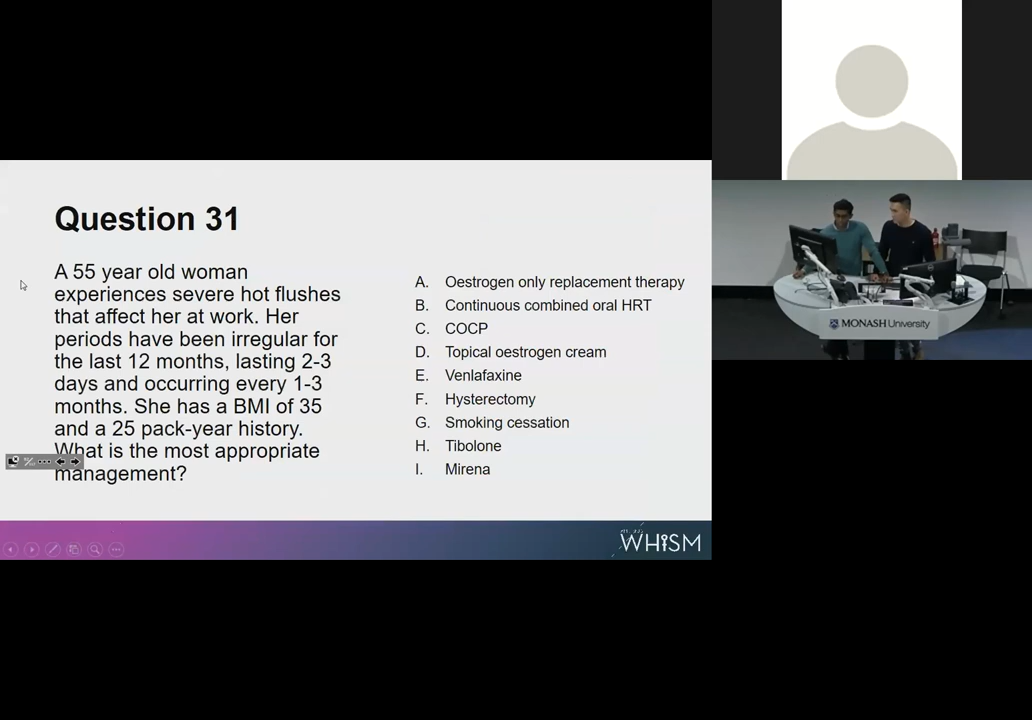 Question 31
A 55 year old woman
experiences severe hot flushes
that affect her at work. Her
periods have been irregular for
the last 12 months, lasting 2-3
days and occurring every 1-3
months. She has a BMI of 35
and a 25 pack-year history.
What is the most appropriate
management?
A. Oestrogen only replacement therapy
B. Continuous combined oral HRT
C. COCP
D. Topical oestrogen cream
E. Venlafaxine
F. Hysterectomy
G. Smoking cessation
H. Tibolone
I. Mirena
WHiSM
MONASH University